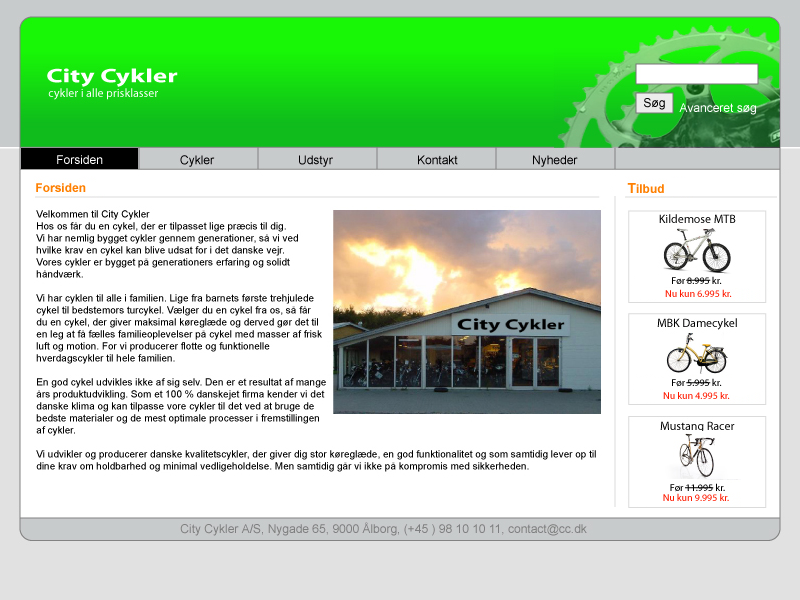 City Cykler
cykler i alle prisklasser
Søg
Avanceret søg
Forsiden
Cykler
Udstyr
Kontakt
Nyheder
Forsiden
Velkommen til City Cykler
Hos os får du en cykel, der er tilpasset lige præcis til dig.
Vi har nemlig bygget cykler gennem generationer, så vi ved
hvilke krav en cykel kan blive udsat for i det danske vejr.
Vores cykler er bygget på generationers erfaring og solidt
håndværk.
Vi har cyklen til alle i familien. Lige fra barnets første trehjulede
cykel til bedstemors turcykel. Vælger du en cykel fra os, så får
du en cykel, der giver maksimal køreglæde og derved gør det til
en leg at få fælles familieoplevelser på cykel med masser af frisk
luft og motion. For vi producerer flotte og funktionelle
hverdagscykler til hele familien.
En god cykel udvikles ikke af sig selv. Den er et resultat af mange
års produktudvikling. Som et 100 % danskejet firma kender vi det
danske klima og kan tilpasse vore cykler til det ved at bruge de
bedste materialer og de mest optimale processer i fremstillingen
af cykler.
Vi udvikler og producerer danske kvalitetscykler, der giver dig stor køreglæde, en god funktionalitet og som samtidig lever op til
dine krav om holdbarhed og minimal vedligeholdelse. Men samtidig går vi ikke på kompromis med sikkerheden.
City Cykler
Tilbud
Kildemose MTB
Før 8.995 kr.
Nu kun 6.995 kr.
MBK Damecykel
Før 5.995 kr.
Nu kun 4.995 kr.
Mustang Racer
Før 11.995 kr.
Nu kun 9.995 kr.
City Cykler A/S, Nygade 65, 9000 Ålborg, (+45 ) 98 10 10 11, contact@cc.dk